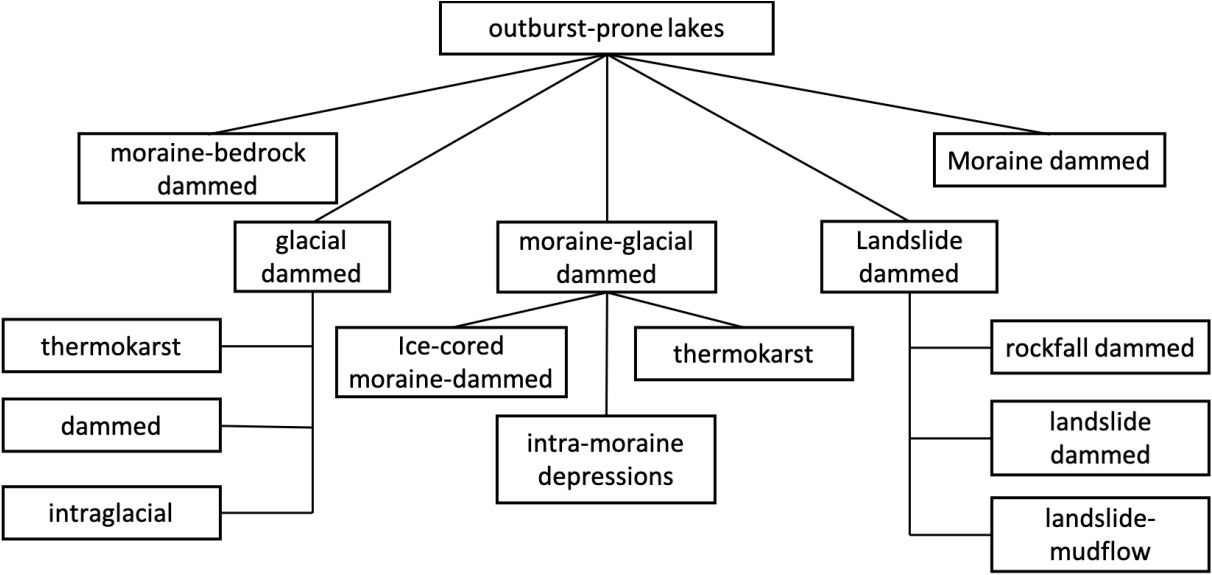 outburst-prone lakes
moraine-bedrock
dammed
Moraine dammed
glacial
dammed
moraine-glacial
dammed
Landslide
dammed
thermokarst
dammed
intraglacial
Ice-cored
moraine-dammed
intra-moraine
depressions
thermokarst
rockfall dammed
landslide
dammed
landslide-
mudflow